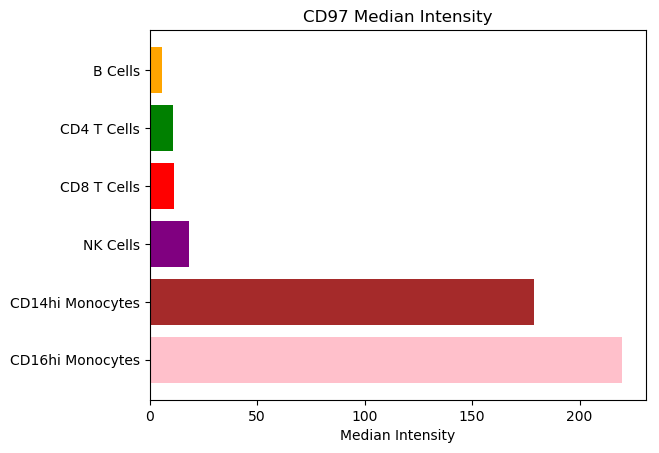 CD97 Median Intensity
B Cells
CD4 T Cells
CD8 T Cells
NK Cells
CD14hi Monocytes
CD16hi Monocytes
0 50 100 150 200
Median Intensity